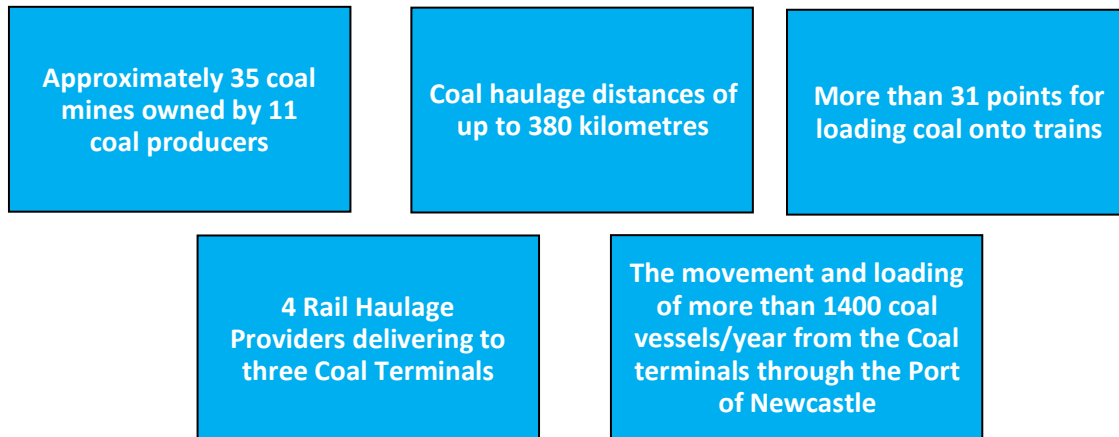 Approximately 35 coal
mines owned by 11
coal producers
Coal haulage distances of
up to 380 kilometres
More than 31 points for
loading coal onto trains
4 Rail Haulage
Providers delivering to
three Coal Terminals
The movement and loading
of more than 1400 coal
vessels/year from the Coal
terminals through the Port
of Newcastle